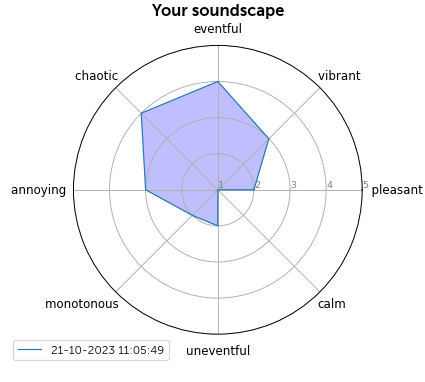 Your soundscape
eventful
chaotic
vibrant
annoying
1
2
3
4
5
pleasant
monotonous
calm
uneventful
21-10-2023 11:05:49